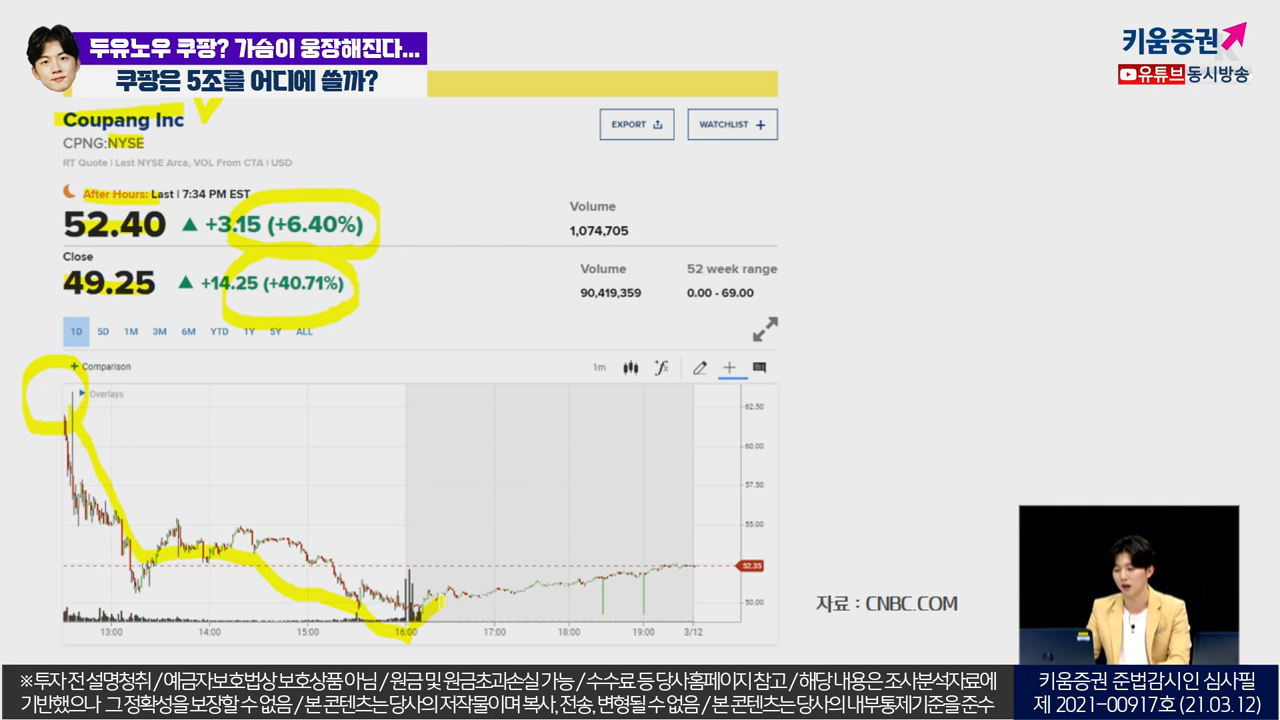 두유노우 쿠팡? 가슴이 웅장해진다...
쿠팡은 5조를 어디에 쓸까?
키움증권
유튜브동시방송
Coupang Inc
CPNG:NYSE
RT Quote | Last NYSE Arca, VOL From CTA | USD
EXPORT
WATCHLIST +
After Hours: Last | 7:34 PM EST
52.40 ▲ +3.15 (+6.40%)
Volume
1,074,705
Close
49.25 ▲ +14.25 (+40.71%)
Volume
90,419,359
52 week range
0.00 - 69.00
1D 5D 1M 3M 6M YTD 1Y 5Y ALL
+ Comparison
1m
Overlays
62.50
60.00
57.50
55.00
52.35
50.00
13:00 14:00 15:00 16:00 17:00 18:00 19:00 3/12
자료 : CNBC.COM
※ 투자 전 설명청취 / 예금자보호법상 보호상품 아님 / 원금 및 원금초과손실 가능 / 수수료 등 당사홈페이지 참고 / 해당 내용은 조사분석자료에
기반했으나 그 정확성을 보장할 수 없음 / 본 콘텐츠는 당사의 저작물이며 복사, 전송, 변형될 수 없음 / 본 콘텐츠는 당사의 내부통제기준을 준수
키움증권 준법감시인 심사필
제 2021-00917호 (21.03.12)